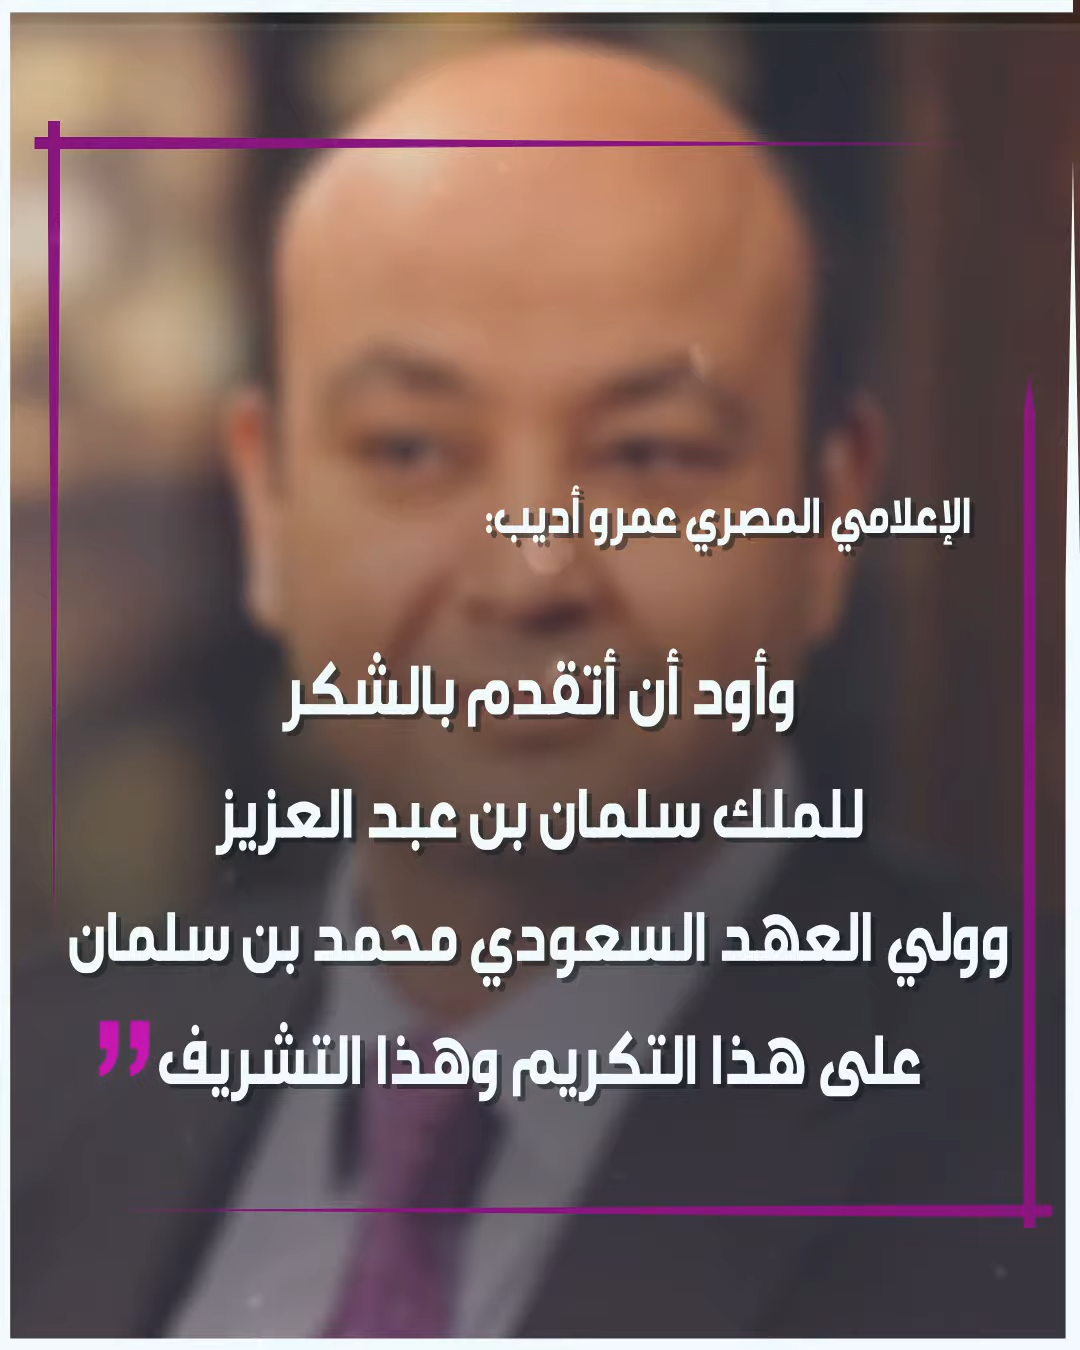 الإعلامي المصري عمرو أديب:
وأود أن أتقدم بالشكر
للملك سلمان بن عبد العزيز
وولي العهد السعودي محمد بن سلمان
على هذا التكريم وهذا التشريف”